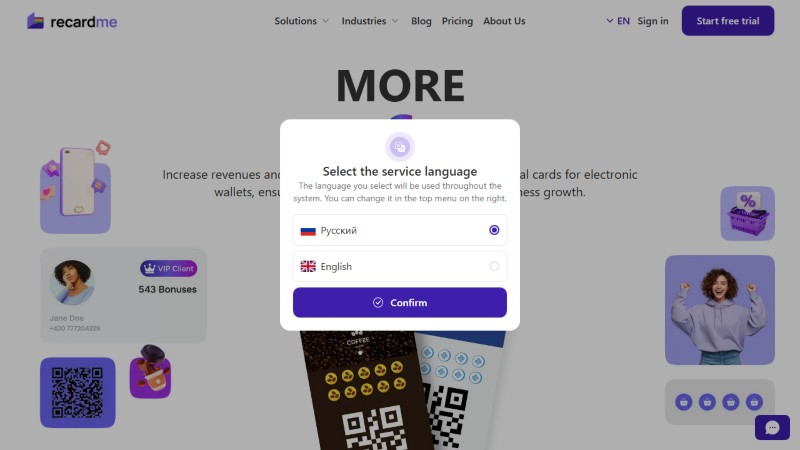 recardme
Solutions
Industries
Blog
Pricing
About Us
EN
Sign in
Start free trial
MORE
Increase revenues and
al cards for electronic
wallets, ensu
ness growth.
Select the service language
The language you select will be used throughout the
system. You can change it in the top menu on the right.
Русский
English
Confirm
VIP Client
543 Bonuses
Jane Doe
+420 777204226
COFFEE
%